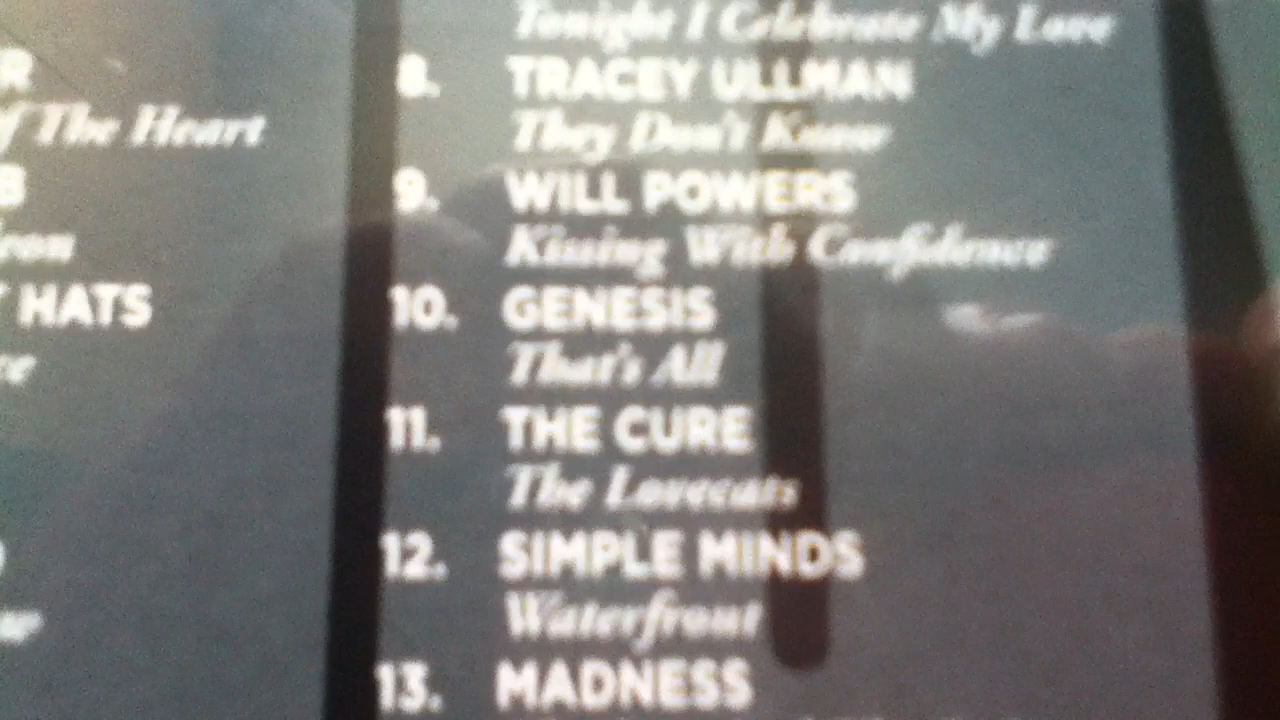 R
f The Heart
B
eon
HATS
Tonight I Celebrate My Love
8. TRACEY ULLMAN
They Don't Know
9. WILL POWERS
Kissing With Confidence
10. GENESIS
That's All
11. THE CURE
The Lovecats
12. SIMPLE MINDS
Waterfront
13. MADNESS